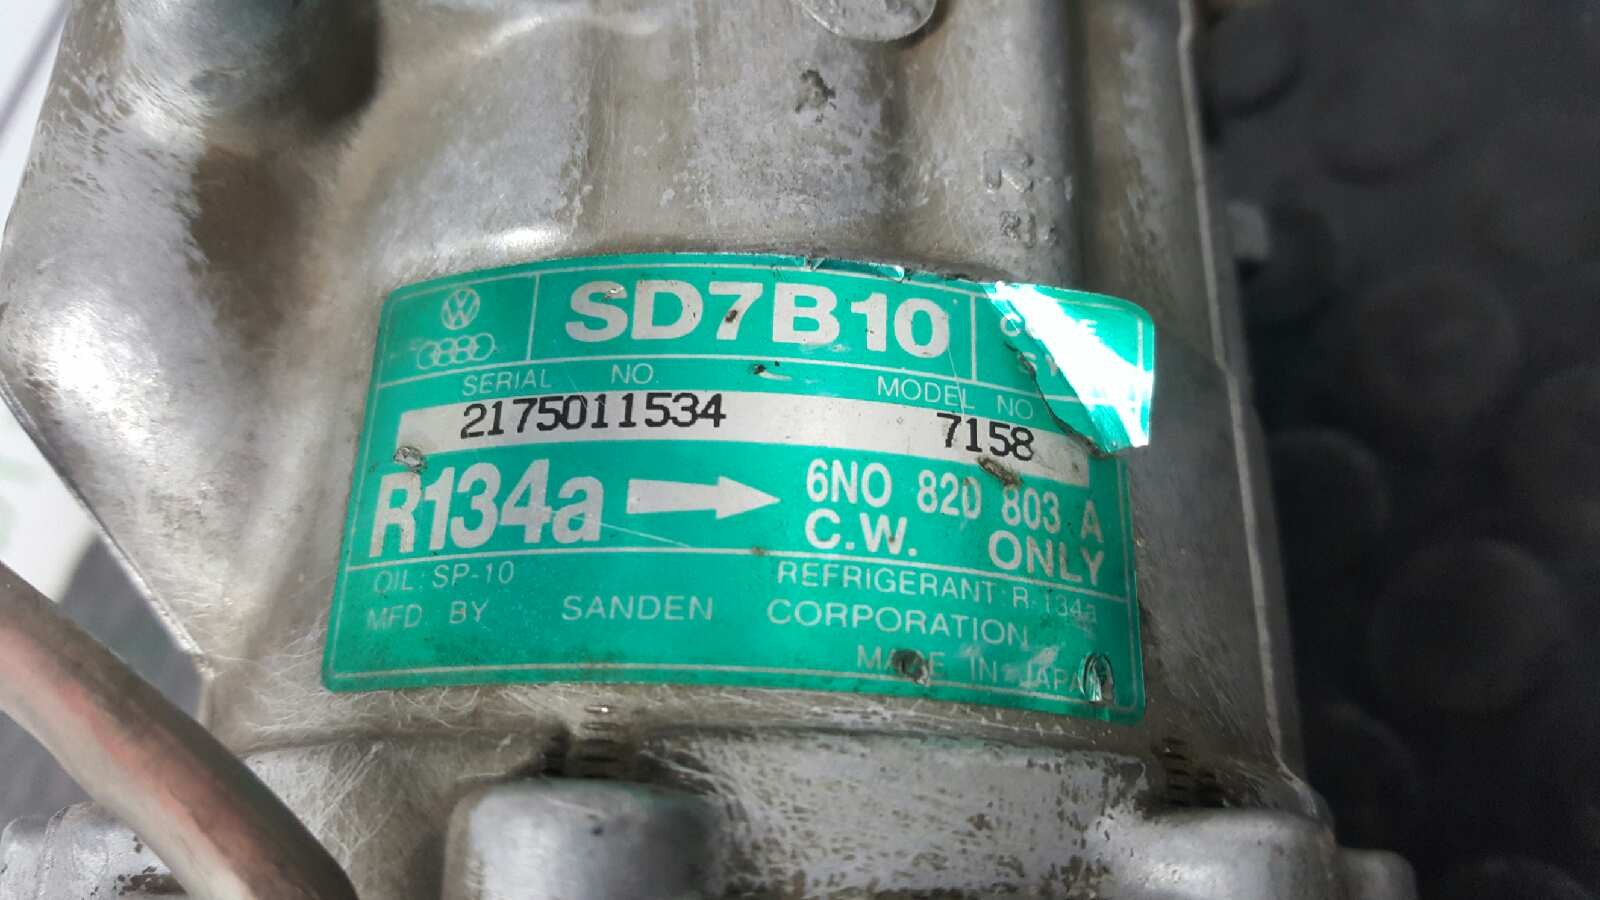 SD7B10
SERIAL NO. MODEL NO
2175011534 7158
R134a 6N0 820 803 A
C.W. ONLY
OIL: SP-10 REFRIGERANT: R-134a
MFD. BY SANDEN CORPORATION
MADE IN JAPAN